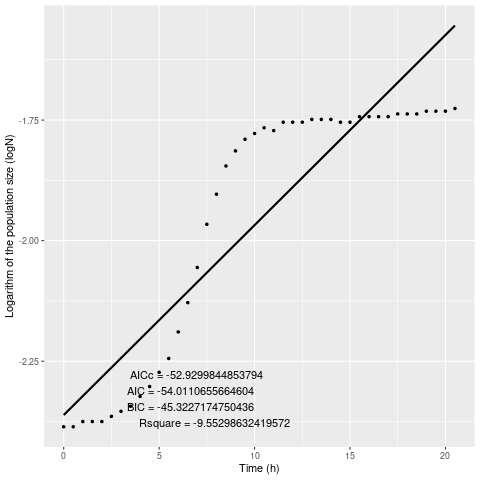 Logarithm of the population size (logN)
-1.75
-2.00
-2.25
AICc = -52.9299844853794
AIC = -54.0110655664604
BIC = -45.3227174750436
Rsquare = -9.55298632419572
0 5 10 15 20
Time (h)